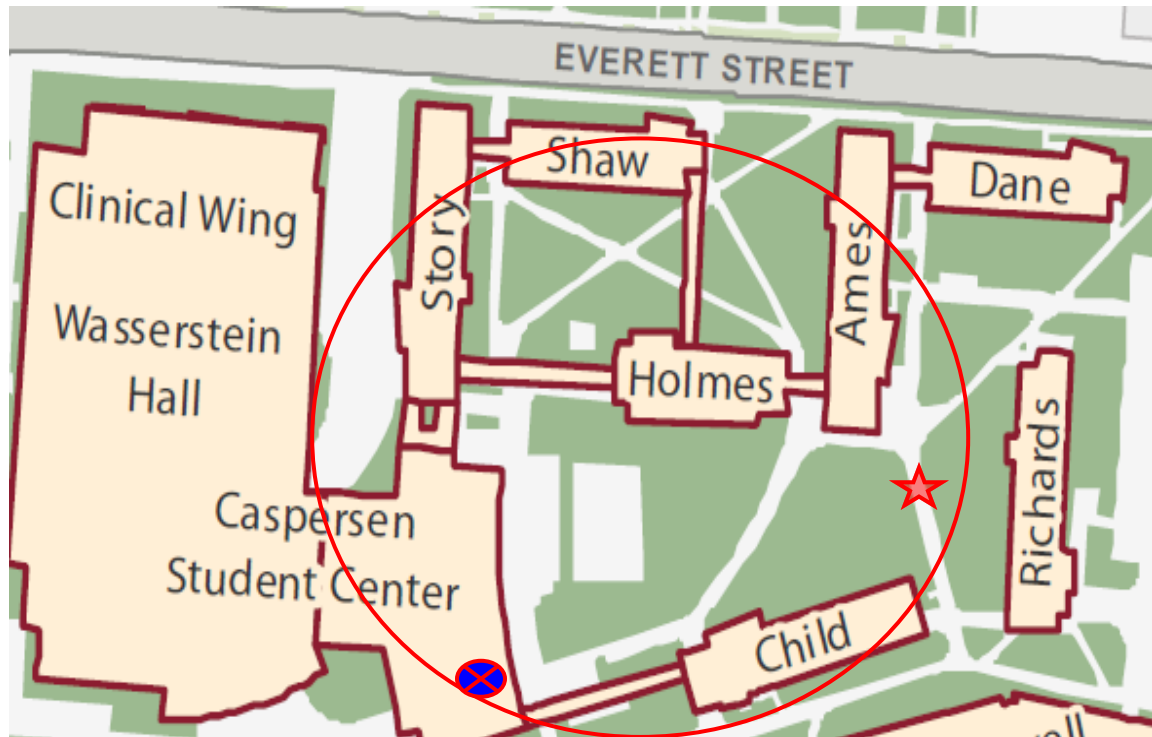 EVERETT STREET
Shaw
Dane
Clinical Wing
Story
Ames
Wasserstein
Hall
Holmes
Richards
Caspersen
Student Center
Child